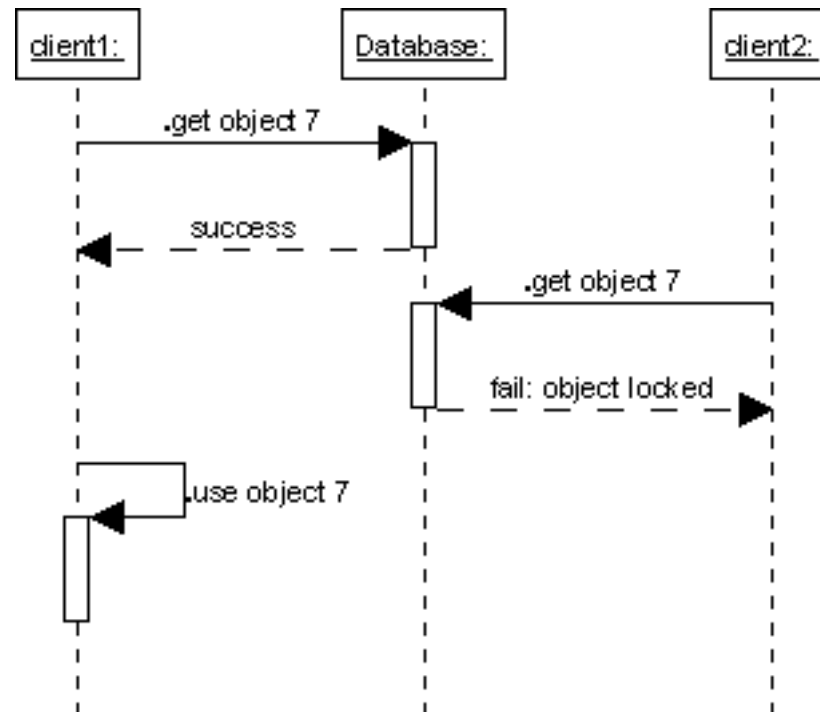 client1:
Database:
client2:
.get object 7
success
.get object 7
fail: object locked
.use object 7